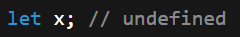 let x; // undefined